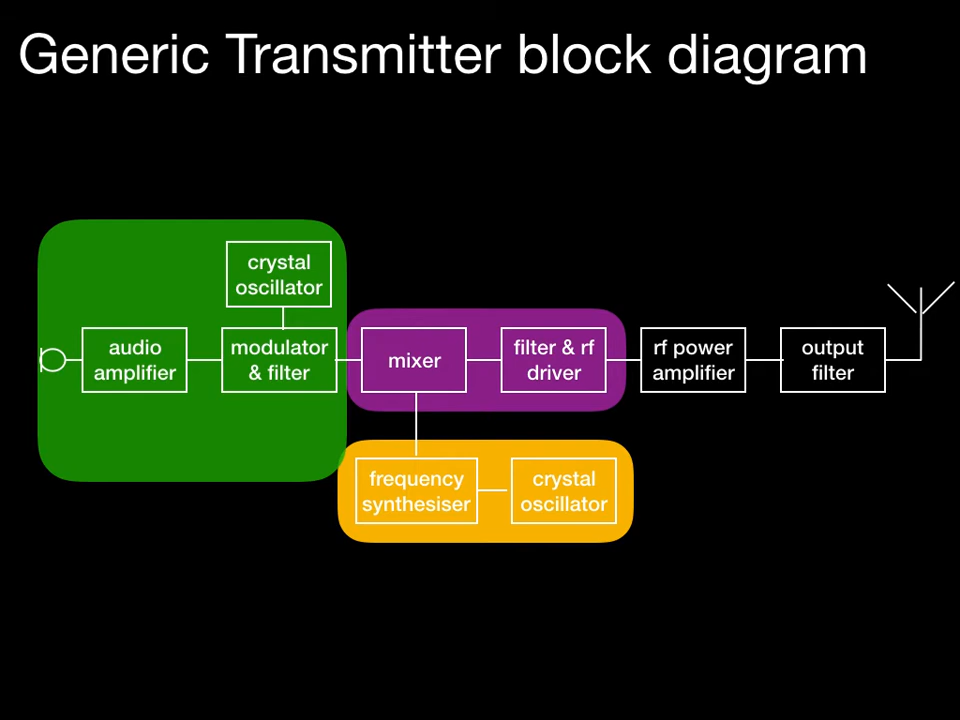 Generic Transmitter block diagram
crystal
oscillator
audio
amplifier
modulator
& filter
mixer
filter & rf
driver
rf power
amplifier
output
filter
frequency
synthesiser
crystal
oscillator